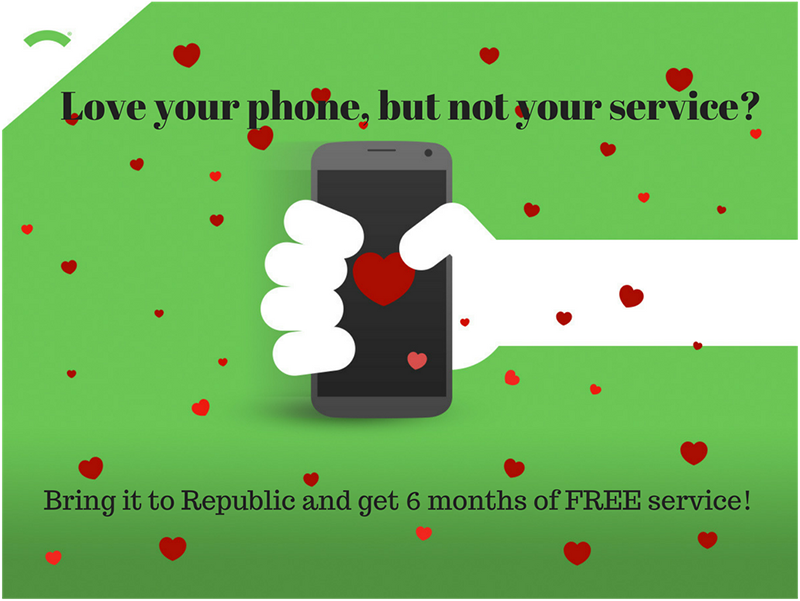 Love your phone, but not your service?
Bring it to Republic and get 6 months of FREE service!